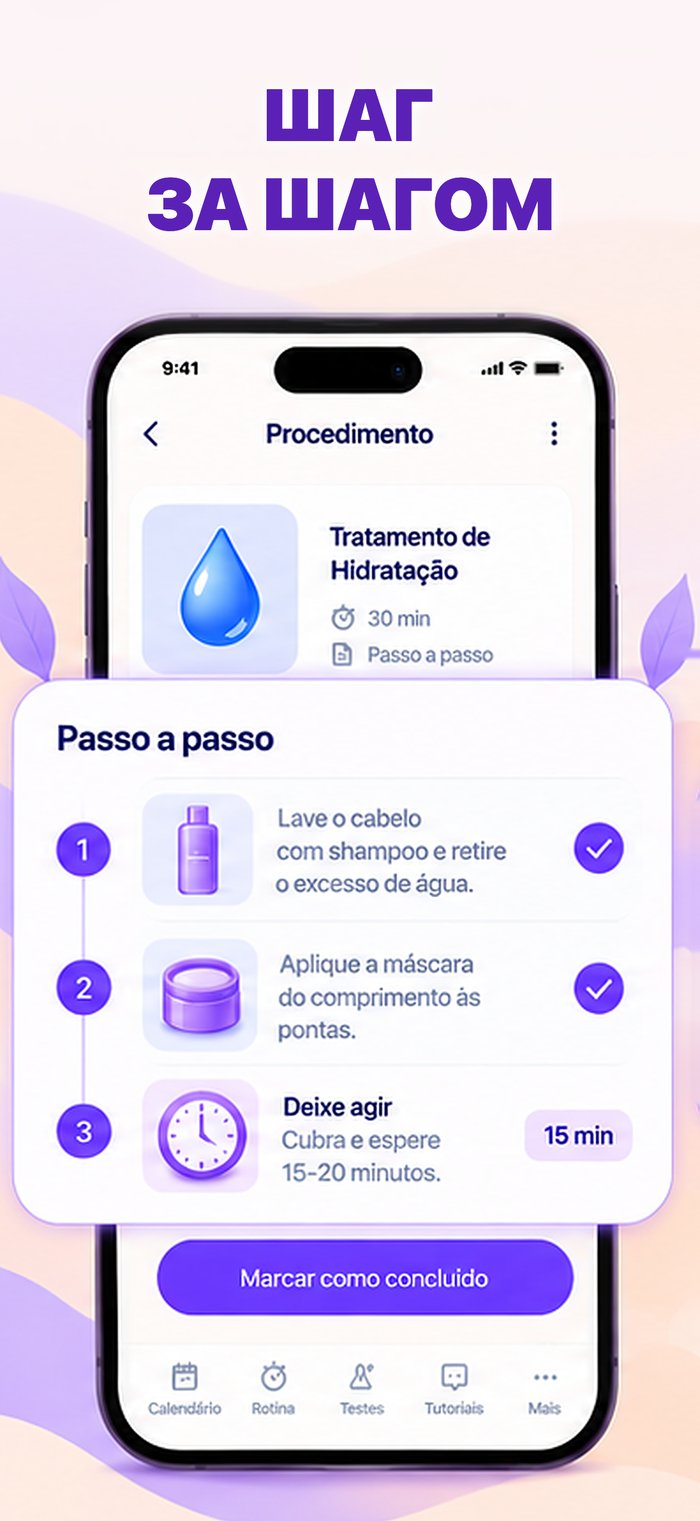 ШАГ
ЗА ШАГОМ
9:41
Procedimento
Tratamento de
Hidratação
30 min
Passo a passo
Passo a passo
1
Lave o cabelo
com shampoo e retire
o excesso de água.
2
Aplique a máscara
do comprimento às
pontas.
3
Deixe agir
Cubra e espere
15-20 minutos.
15 min
Marcar como concluido
Calendário
Rotina
Testes
Tutoriais
Mais